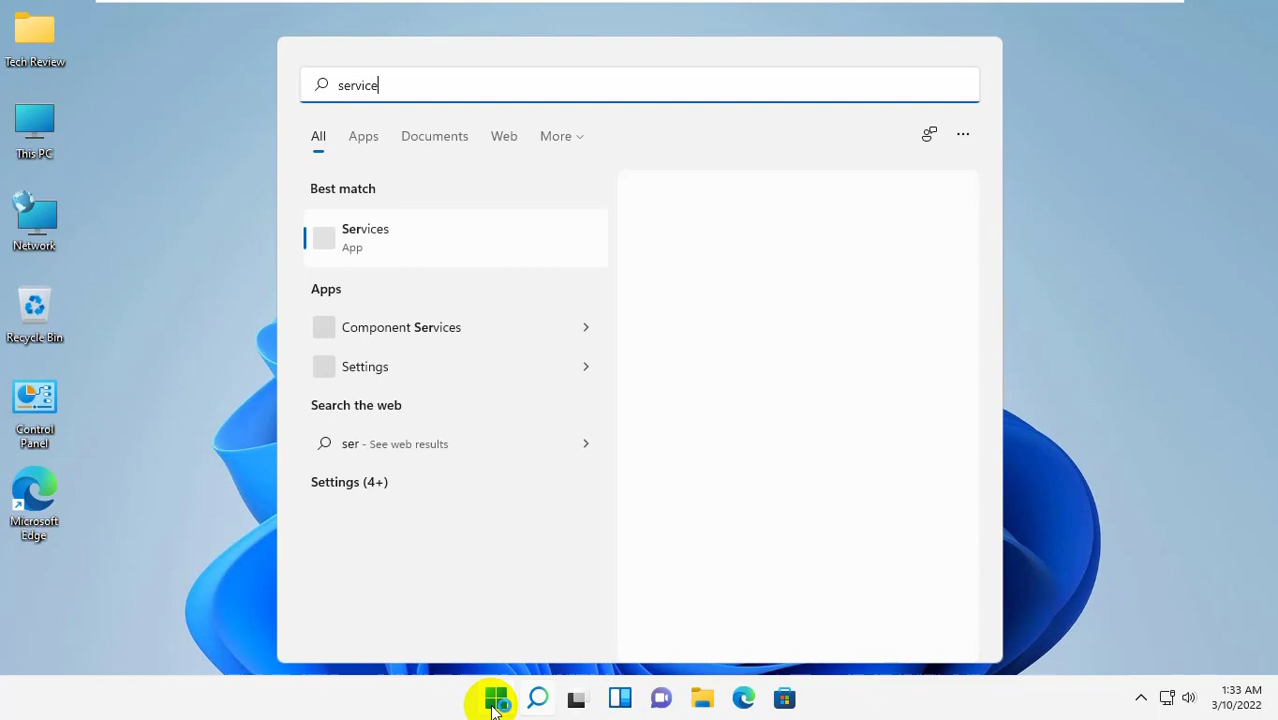 Tech Review
This PC
Network
Recycle Bin
Control
Panel
Microsoft
Edge
service
All
Apps
Documents
Web
More
Best match
Services
App
Apps
Component Services
Settings
Search the web
ser - See web results
Settings (4+)
1:33 AM
3/10/2022